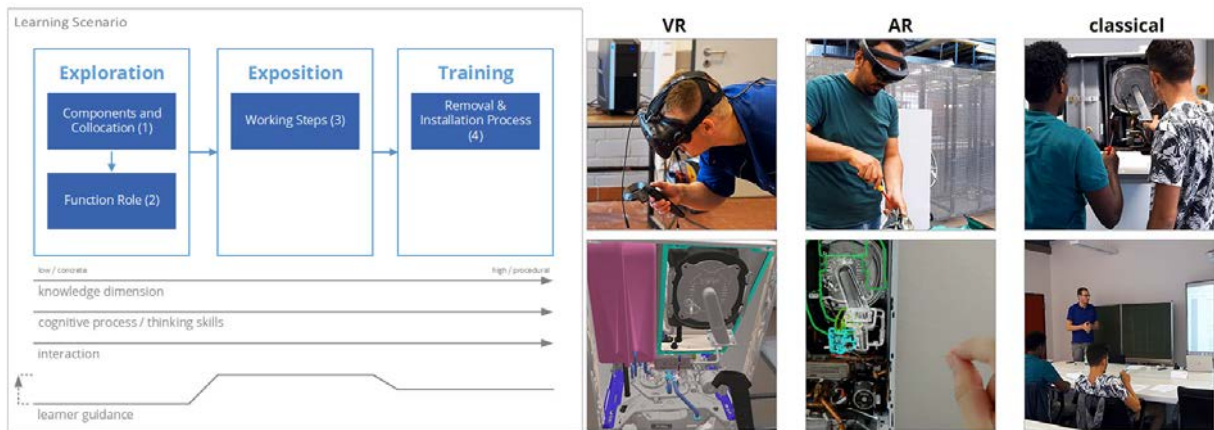 Learning Scenario
Exploration
Components and
Collocation (1)
Function Role (2)
Exposition
Working Steps (3)
Training
Removal &
Installation Process
(4)
low / concrete
high / procedural
knowledge dimension
cognitive process / thinking skills
interaction
learner guidance
VR
AR
classical